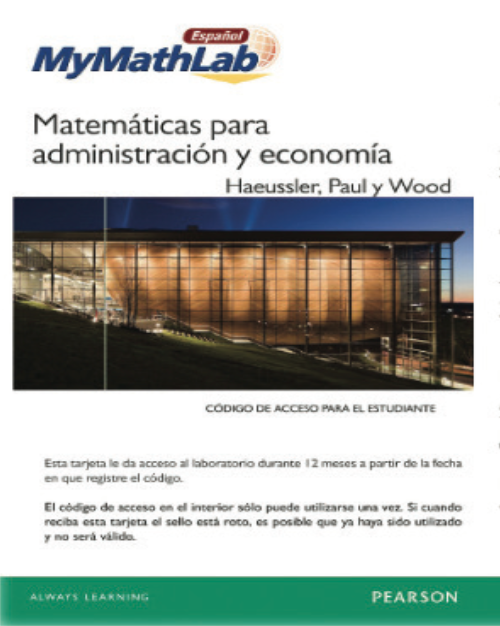 Español
MyMathLab
Matemáticas para
administración y economía
Haeussler, Paul y Wood
CÓDIGO DE ACCESO PARA EL ESTUDIANTE
Esta tarjeta le da acceso al laboratorio durante 12 meses a partir de la fecha
en que registre el código.
El código de acceso en el interior sólo puede utilizarse una vez. Si cuando
reciba esta tarjeta el sello está roto, es posible que ya haya sido utilizado
y no será válido.
ALWAYS LEARNING
PEARSON